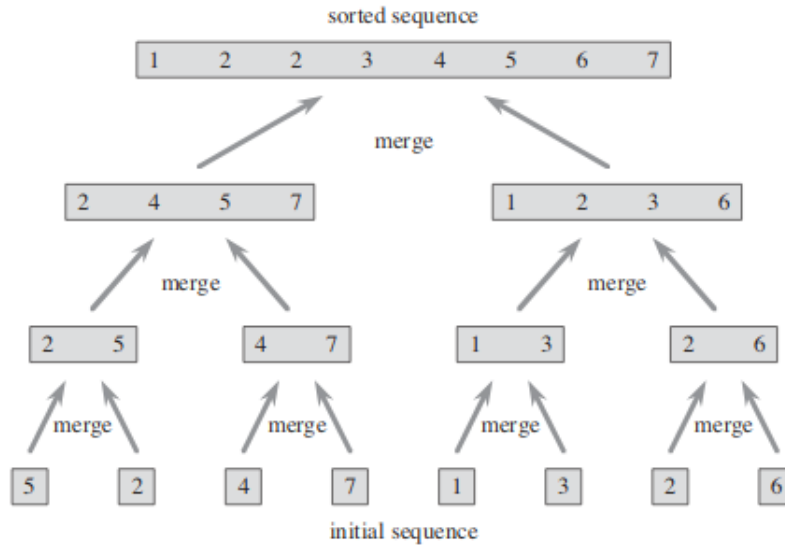 sorted sequence
1 2 2 3 4 5 6 7
merge
2 4 5 7 1 2 3 6
merge merge
2 5 4 7 1 3 2 6
merge merge merge merge
5 2 4 7 1 3 2 6
initial sequence